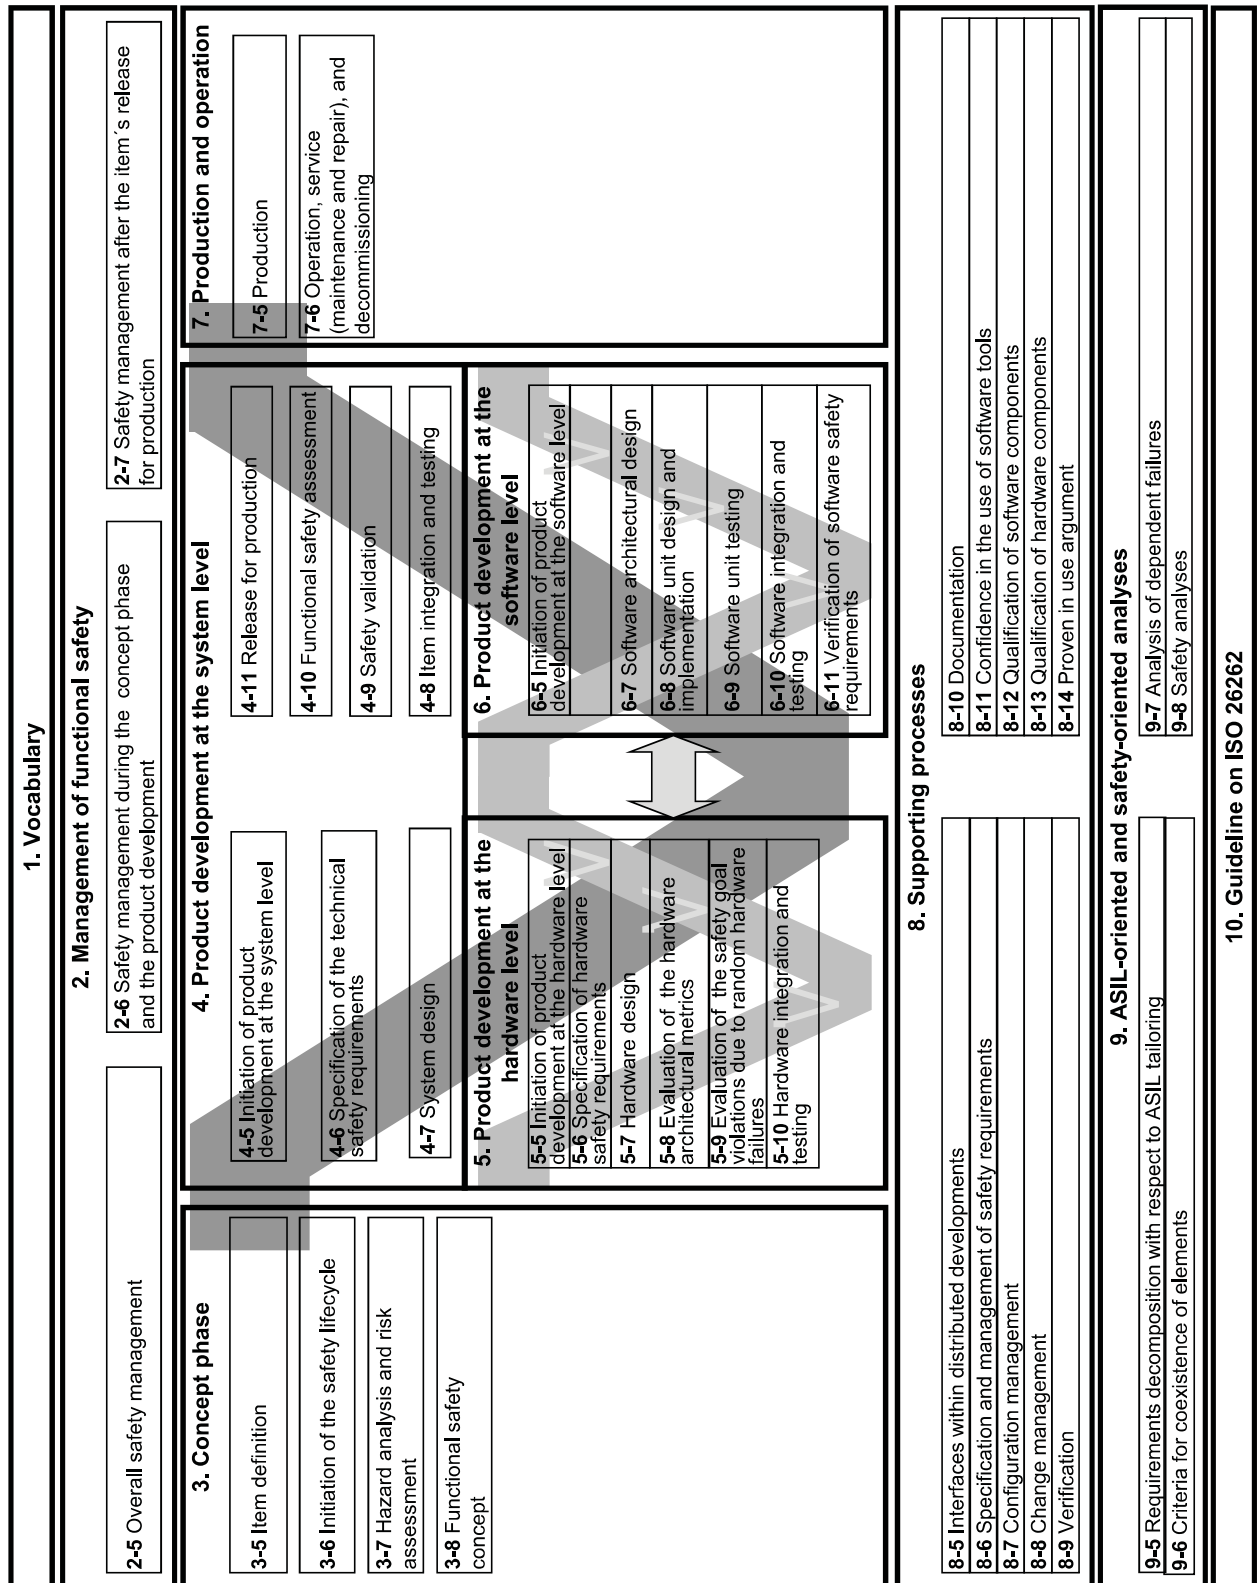 1. Vocabulary
2. Management of functional safety
2-5 Overall safety management
2-6 Safety management during the concept phase
and the product development
2-7 Safety management after the item´s release
for production
3. Concept phase
3-5 Item definition
3-6 Initiation of the safety lifecycle
3-7 Hazard analysis and risk
assessment
3-8 Functional safety
concept
4. Product development at the system level
4-5 Initiation of product
development at the system level
4-6 Specification of the technical
safety requirements
4-7 System design
4-11 Release for production
4-10 Functional safety assessment
4-9 Safety validation
4-8 Item integration and testing
5. Product development at the
hardware level
5-5 Initiation of product
development at the hardware level
5-6 Specification of hardware
safety requirements
5-7 Hardware design
5-8 Evaluation of the hardware
architectural metrics
5-9 Evaluation of the safety goal
violations due to random hardware
failures
5-10 Hardware integration and
testing
6. Product development at the
software level
6-5 Initiation of product
development at the software level
6-7 Software architectural design
6-8 Software unit design and
implementation
6-9 Software unit testing
6-10 Software integration and
testing
6-11 Verification of software safety
requirements
7. Production and operation
7-5 Production
7-6 Operation, service
(maintenance and repair), and
decommissioning
8. Supporting processes
8-5 Interfaces within distributed developments
8-6 Specification and management of safety requirements
8-7 Configuration management
8-8 Change management
8-9 Verification
8-10 Documentation
8-11 Confidence in the use of software tools
8-12 Qualification of software components
8-13 Qualification of hardware components
8-14 Proven in use argument
9. ASIL-oriented and safety-oriented analyses
9-5 Requirements decomposition with respect to ASIL tailoring
9-6 Criteria for coexistence of elements
9-7 Analysis of dependent failures
9-8 Safety analyses
10. Guideline on ISO 26262